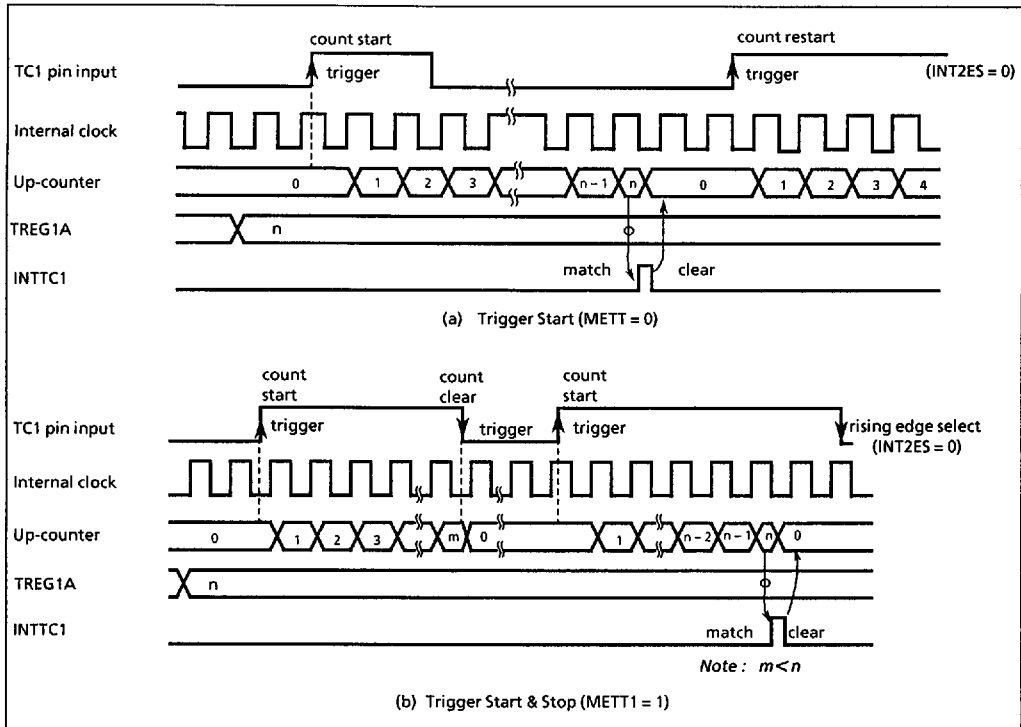 count start
count restart
TC1 pin input
trigger
trigger
(INT2ES = 0)
Internal clock
Up-counter
0 1 2 3 n-1 n 0 1 2 3 4
TREG1A
n
INTTC1
match
clear
(a) Trigger Start (METT = 0)
count
start
count
clear
count
start
TC1 pin input
trigger
trigger
trigger
rising edge select
(INT2ES = 0)
Internal clock
Up-counter
0 1 2 3 m 0 1 n-2 n-1 n 0
TREG1A
n
INTTC1
match
clear
Note : m<n
(b) Trigger Start & Stop (METT1 = 1)